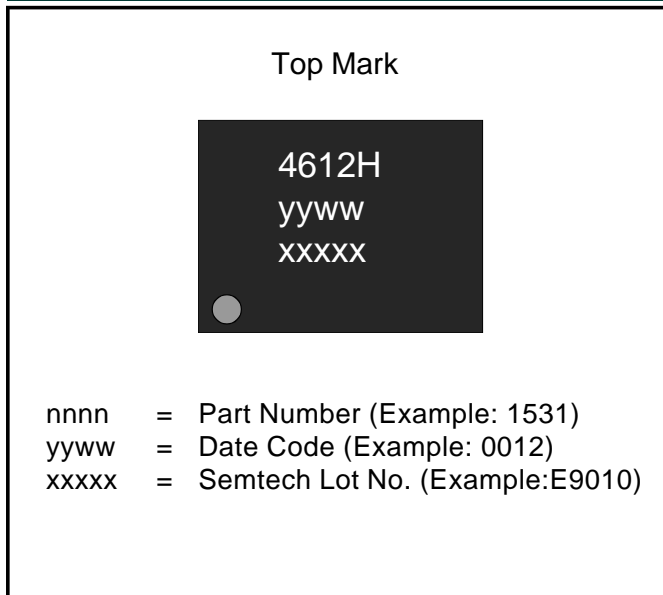 Top Mark
4612H
yyww
xxxxx
nnnn = Part Number (Example: 1531)
yyww = Date Code (Example: 0012)
xxxxx = Semtech Lot No. (Example:E9010)